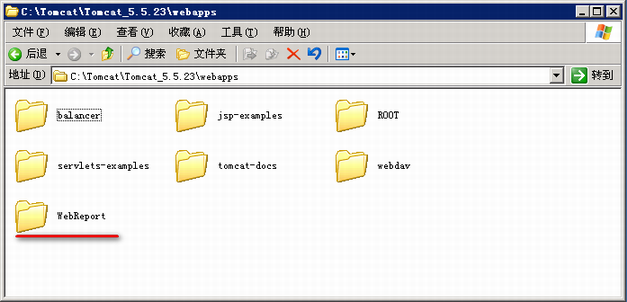 C:\Tomcat\Tomcat_5.5.23\webapps
文件(F) 编辑(E) 查看(V) 收藏(A) 工具(T) 帮助(H)
后退 搜索 文件夹
地址(D) C:\Tomcat\Tomcat_5.5.23\webapps 转到
balancer jsp-examples ROOT
servlets-examples tomcat-docs webdav
WebReport